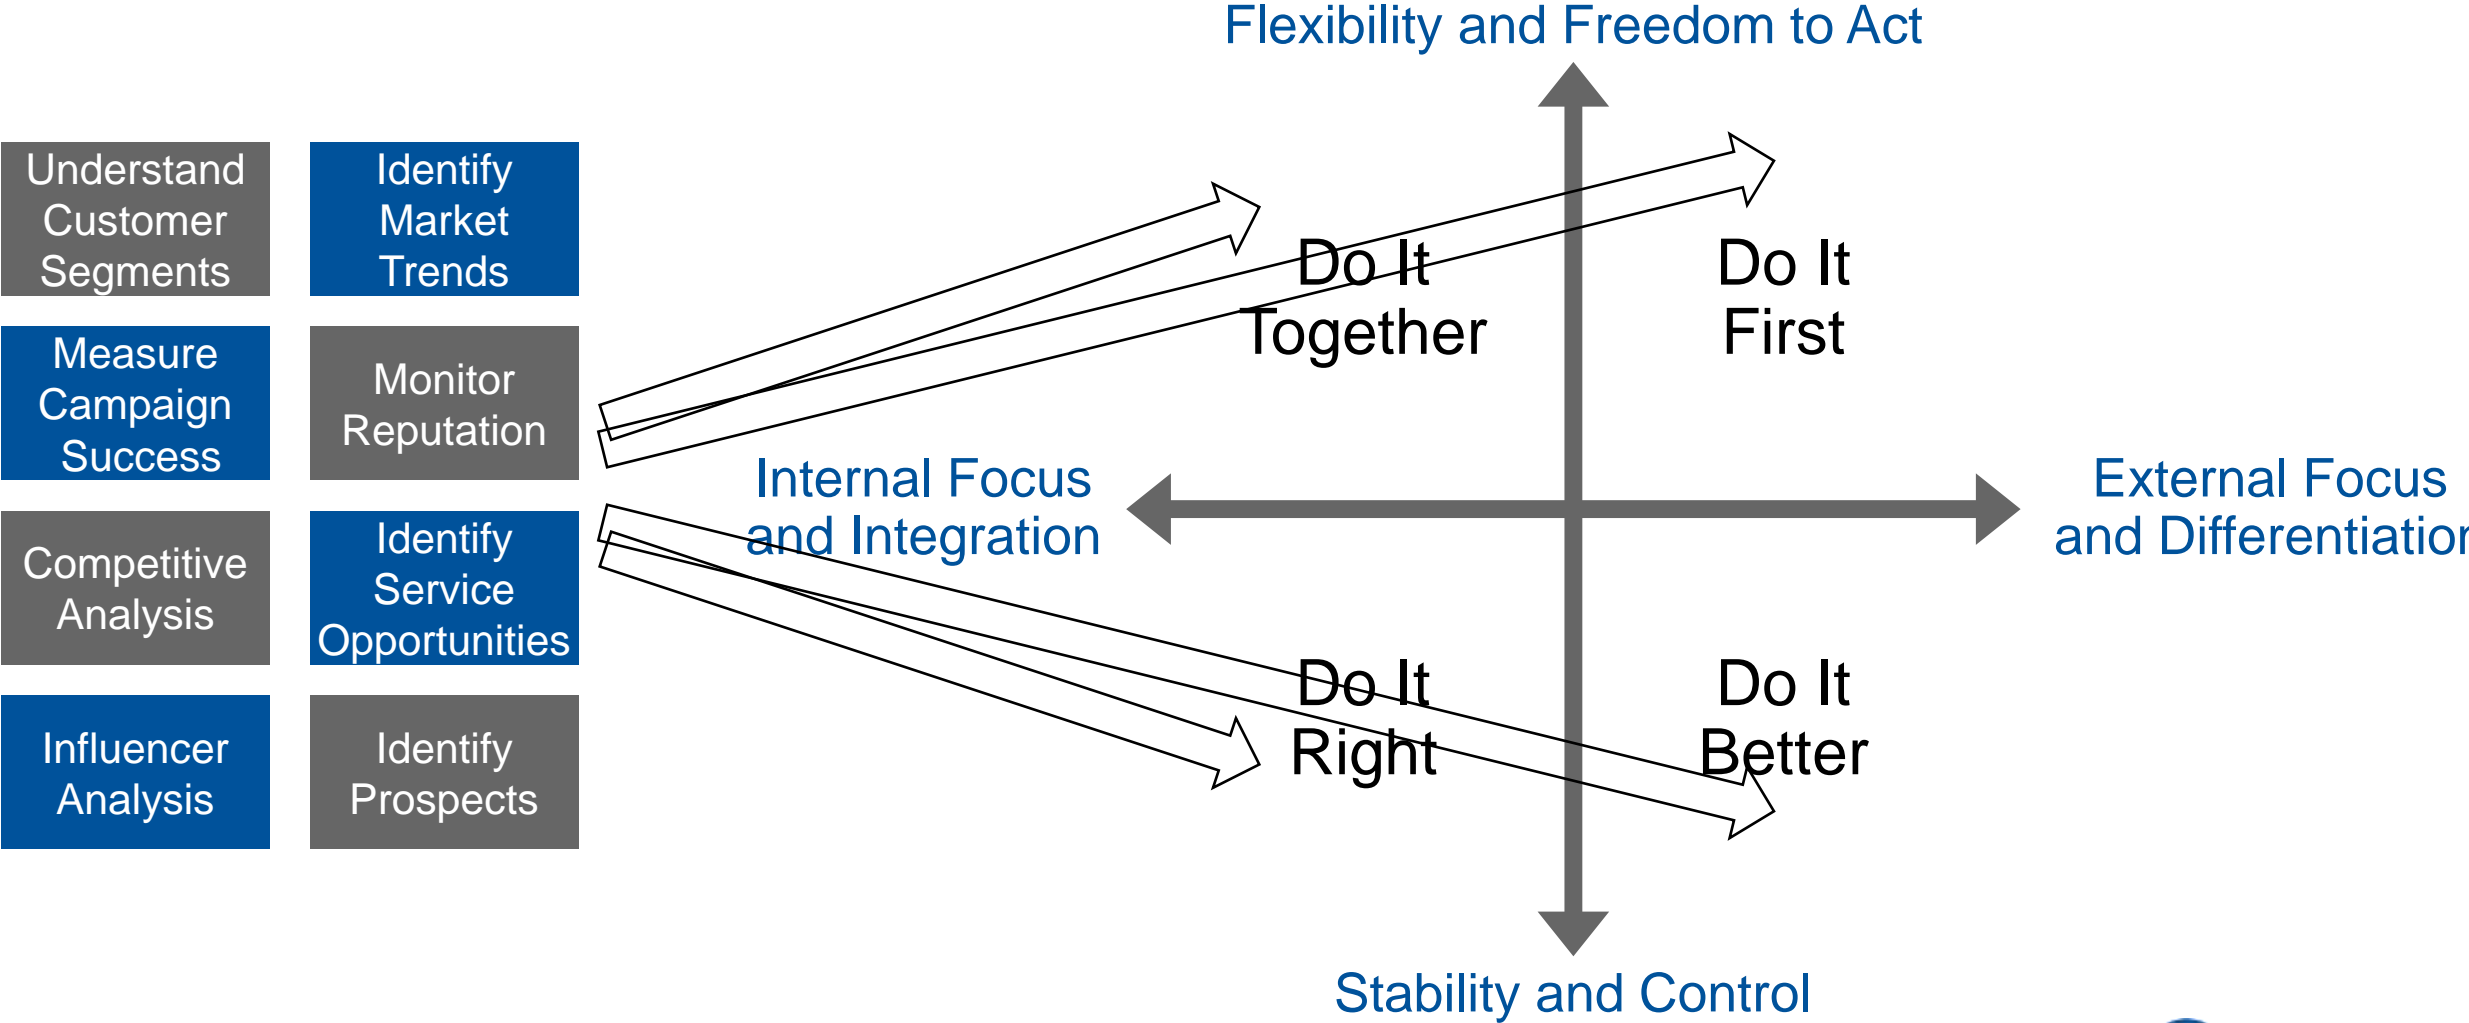 Flexibility and Freedom to Act
Understand
Customer
Segments
Identify
Market
Trends
Measure
Campaign
Success
Monitor
Reputation
Competitive
Analysis
Identify
Service
Opportunities
Influencer
Analysis
Identify
Prospects
Do It
Together
Do It
First
Internal Focus
and Integration
External Focus
and Differentiation
Do It
Right
Do It
Better
Stability and Control